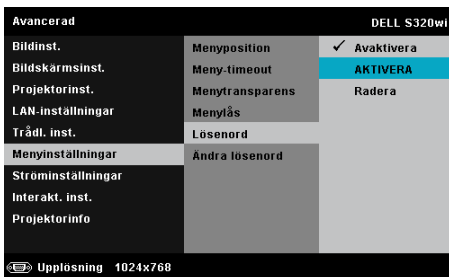 Avancerad DELL S320wi
Bildinst. Menyposition ✓ Avaktivera
Bildskärmsinst. Meny-timeout AKTIVERA
Projektorinst. Menytransparens Radera
LAN-inställningar Menylås
Trådl. inst. Lösenord
Menyinställningar Ändra lösenord
Ströminställningar
Interakt. inst.
Projektorinfo
Upplösning 1024x768